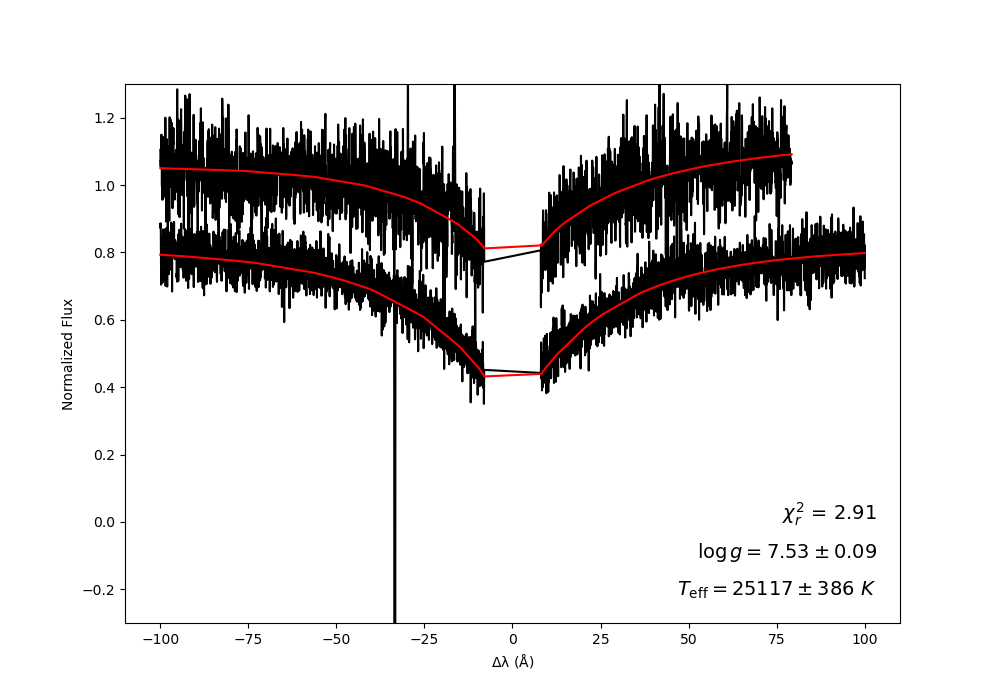 1.2
1.0
0.8
0.6
0.4
0.2
0.0
−0.2
Normalized Flux
χ²ᵣ = 2.91
log g = 7.53 ± 0.09
T_eff = 25117 ± 386 K
−100 −75 −50 −25 0 25 50 75 100
Δλ (Å)